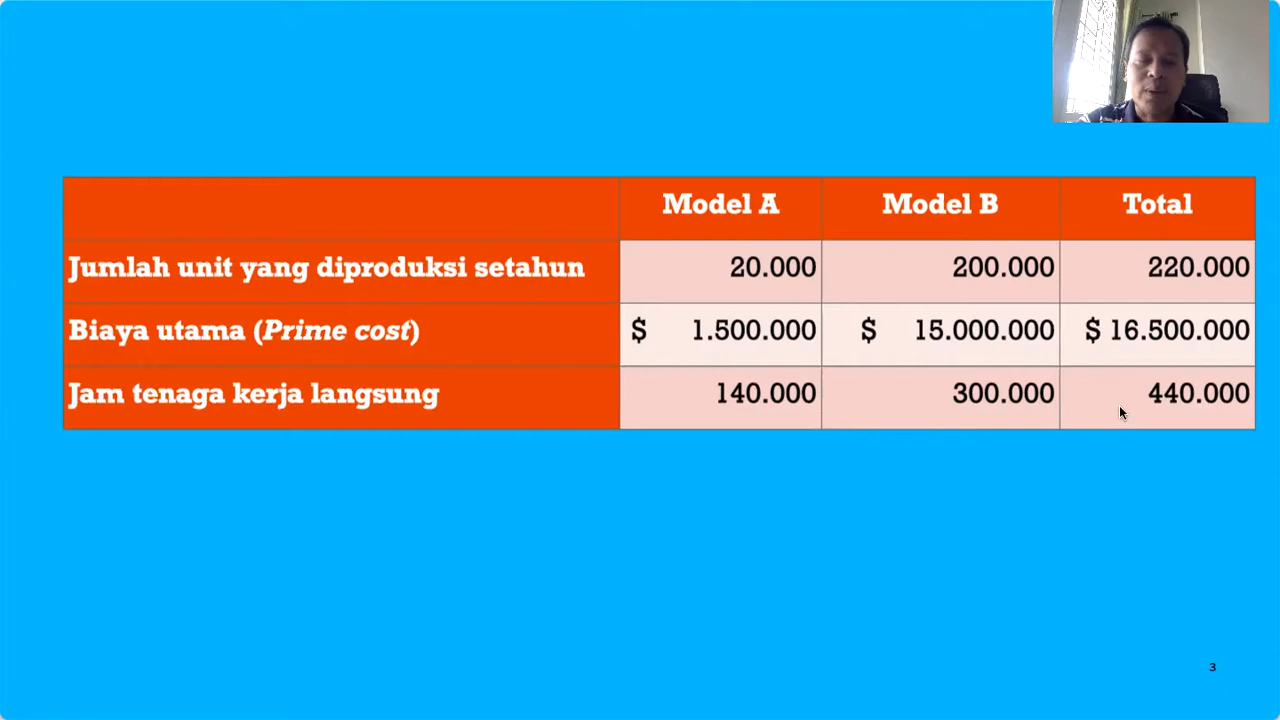 Model A Model B Total
Jumlah unit yang diproduksi setahun 20.000 200.000 220.000
Biaya utama (Prime cost) $ 1.500.000 $ 15.000.000 $ 16.500.000
Jam tenaga kerja langsung 140.000 300.000 440.000
3